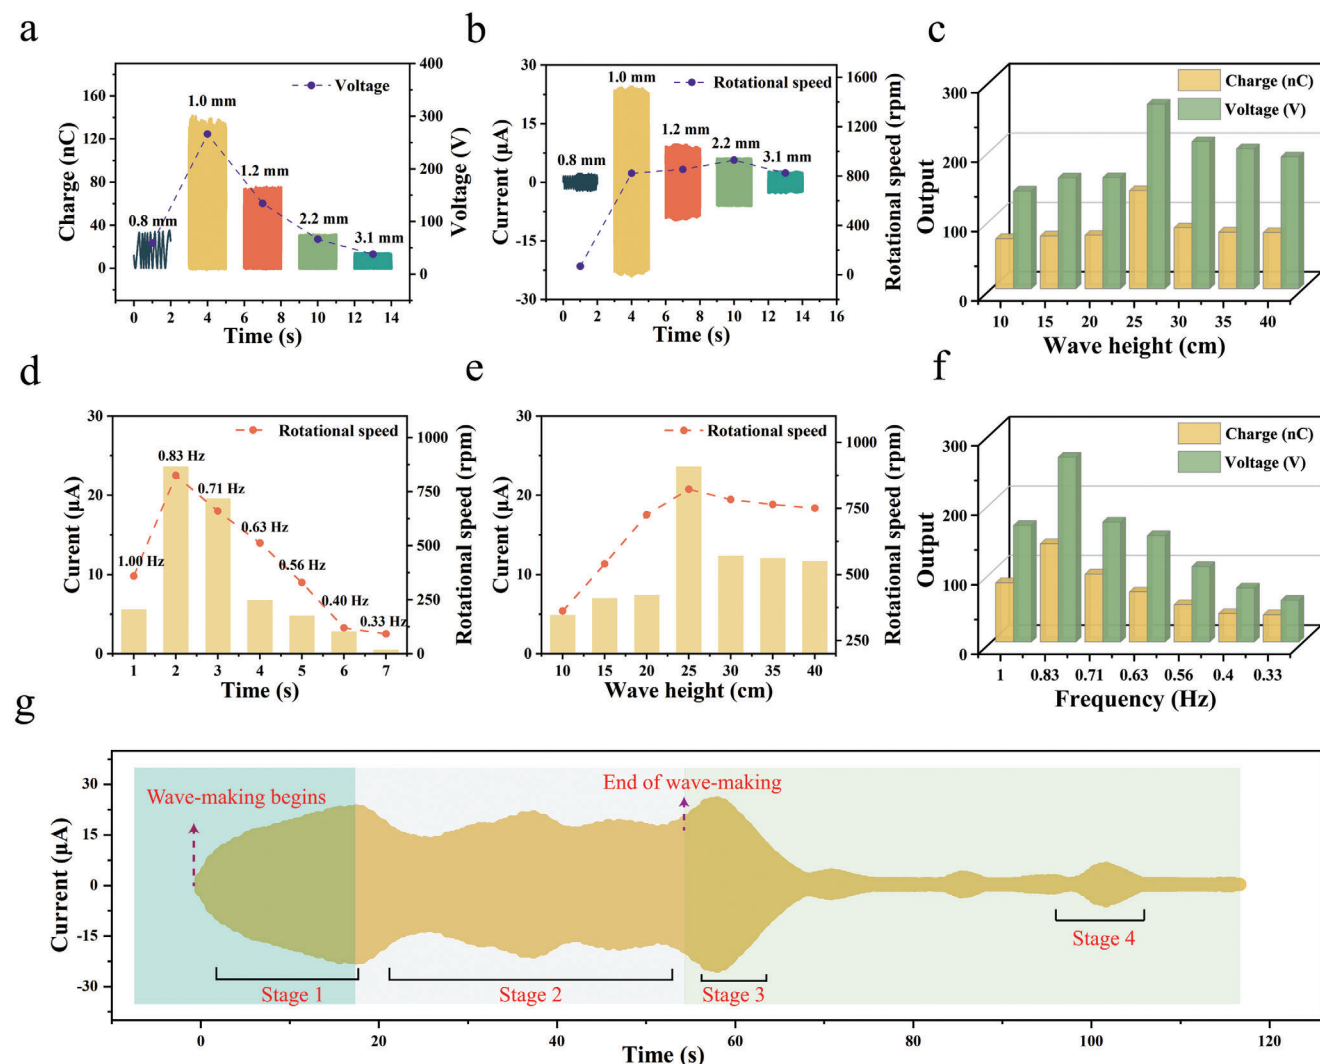 a
Charge (nC)
160
120
80
40
0
Voltage
0.8 mm
1.0 mm
1.2 mm
2.2 mm
3.1 mm
400
300
200
100
0
Voltage (V)
0 2 4 6 8 10 12 14
Time (s)
b
Current (μA)
30
15
0
-15
-30
Rotational speed
0.8 mm
1.0 mm
1.2 mm
2.2 mm
3.1 mm
1600
1200
800
400
0
Rotational speed (rpm)
0 2 4 6 8 10 12 14 16
Time (s)
c
Output
300
200
100
0
Charge (nC)
Voltage (V)
10 15 20 25 30 35 40
Wave height (cm)
d
Current (μA)
30
20
10
0
Rotational speed
1.00 Hz
0.83 Hz
0.71 Hz
0.63 Hz
0.56 Hz
0.40 Hz
0.33 Hz
1000
750
500
250
0
Rotational speed (rpm)
1 2 3 4 5 6 7
Time (s)
e
Current (μA)
30
20
10
0
Rotational speed
1000
750
500
250
Rotational speed (rpm)
10 15 20 25 30 35 40
Wave height (cm)
f
Output
300
200
100
0
Charge (nC)
Voltage (V)
1 0.83 0.71 0.63 0.56 0.4 0.33
Frequency (Hz)
g
Current (μA)
30
15
0
-15
-30
Wave-making begins
End of wave-making
Stage 1
Stage 2
Stage 3
Stage 4
0 20 40 60 80 100 120
Time (s)